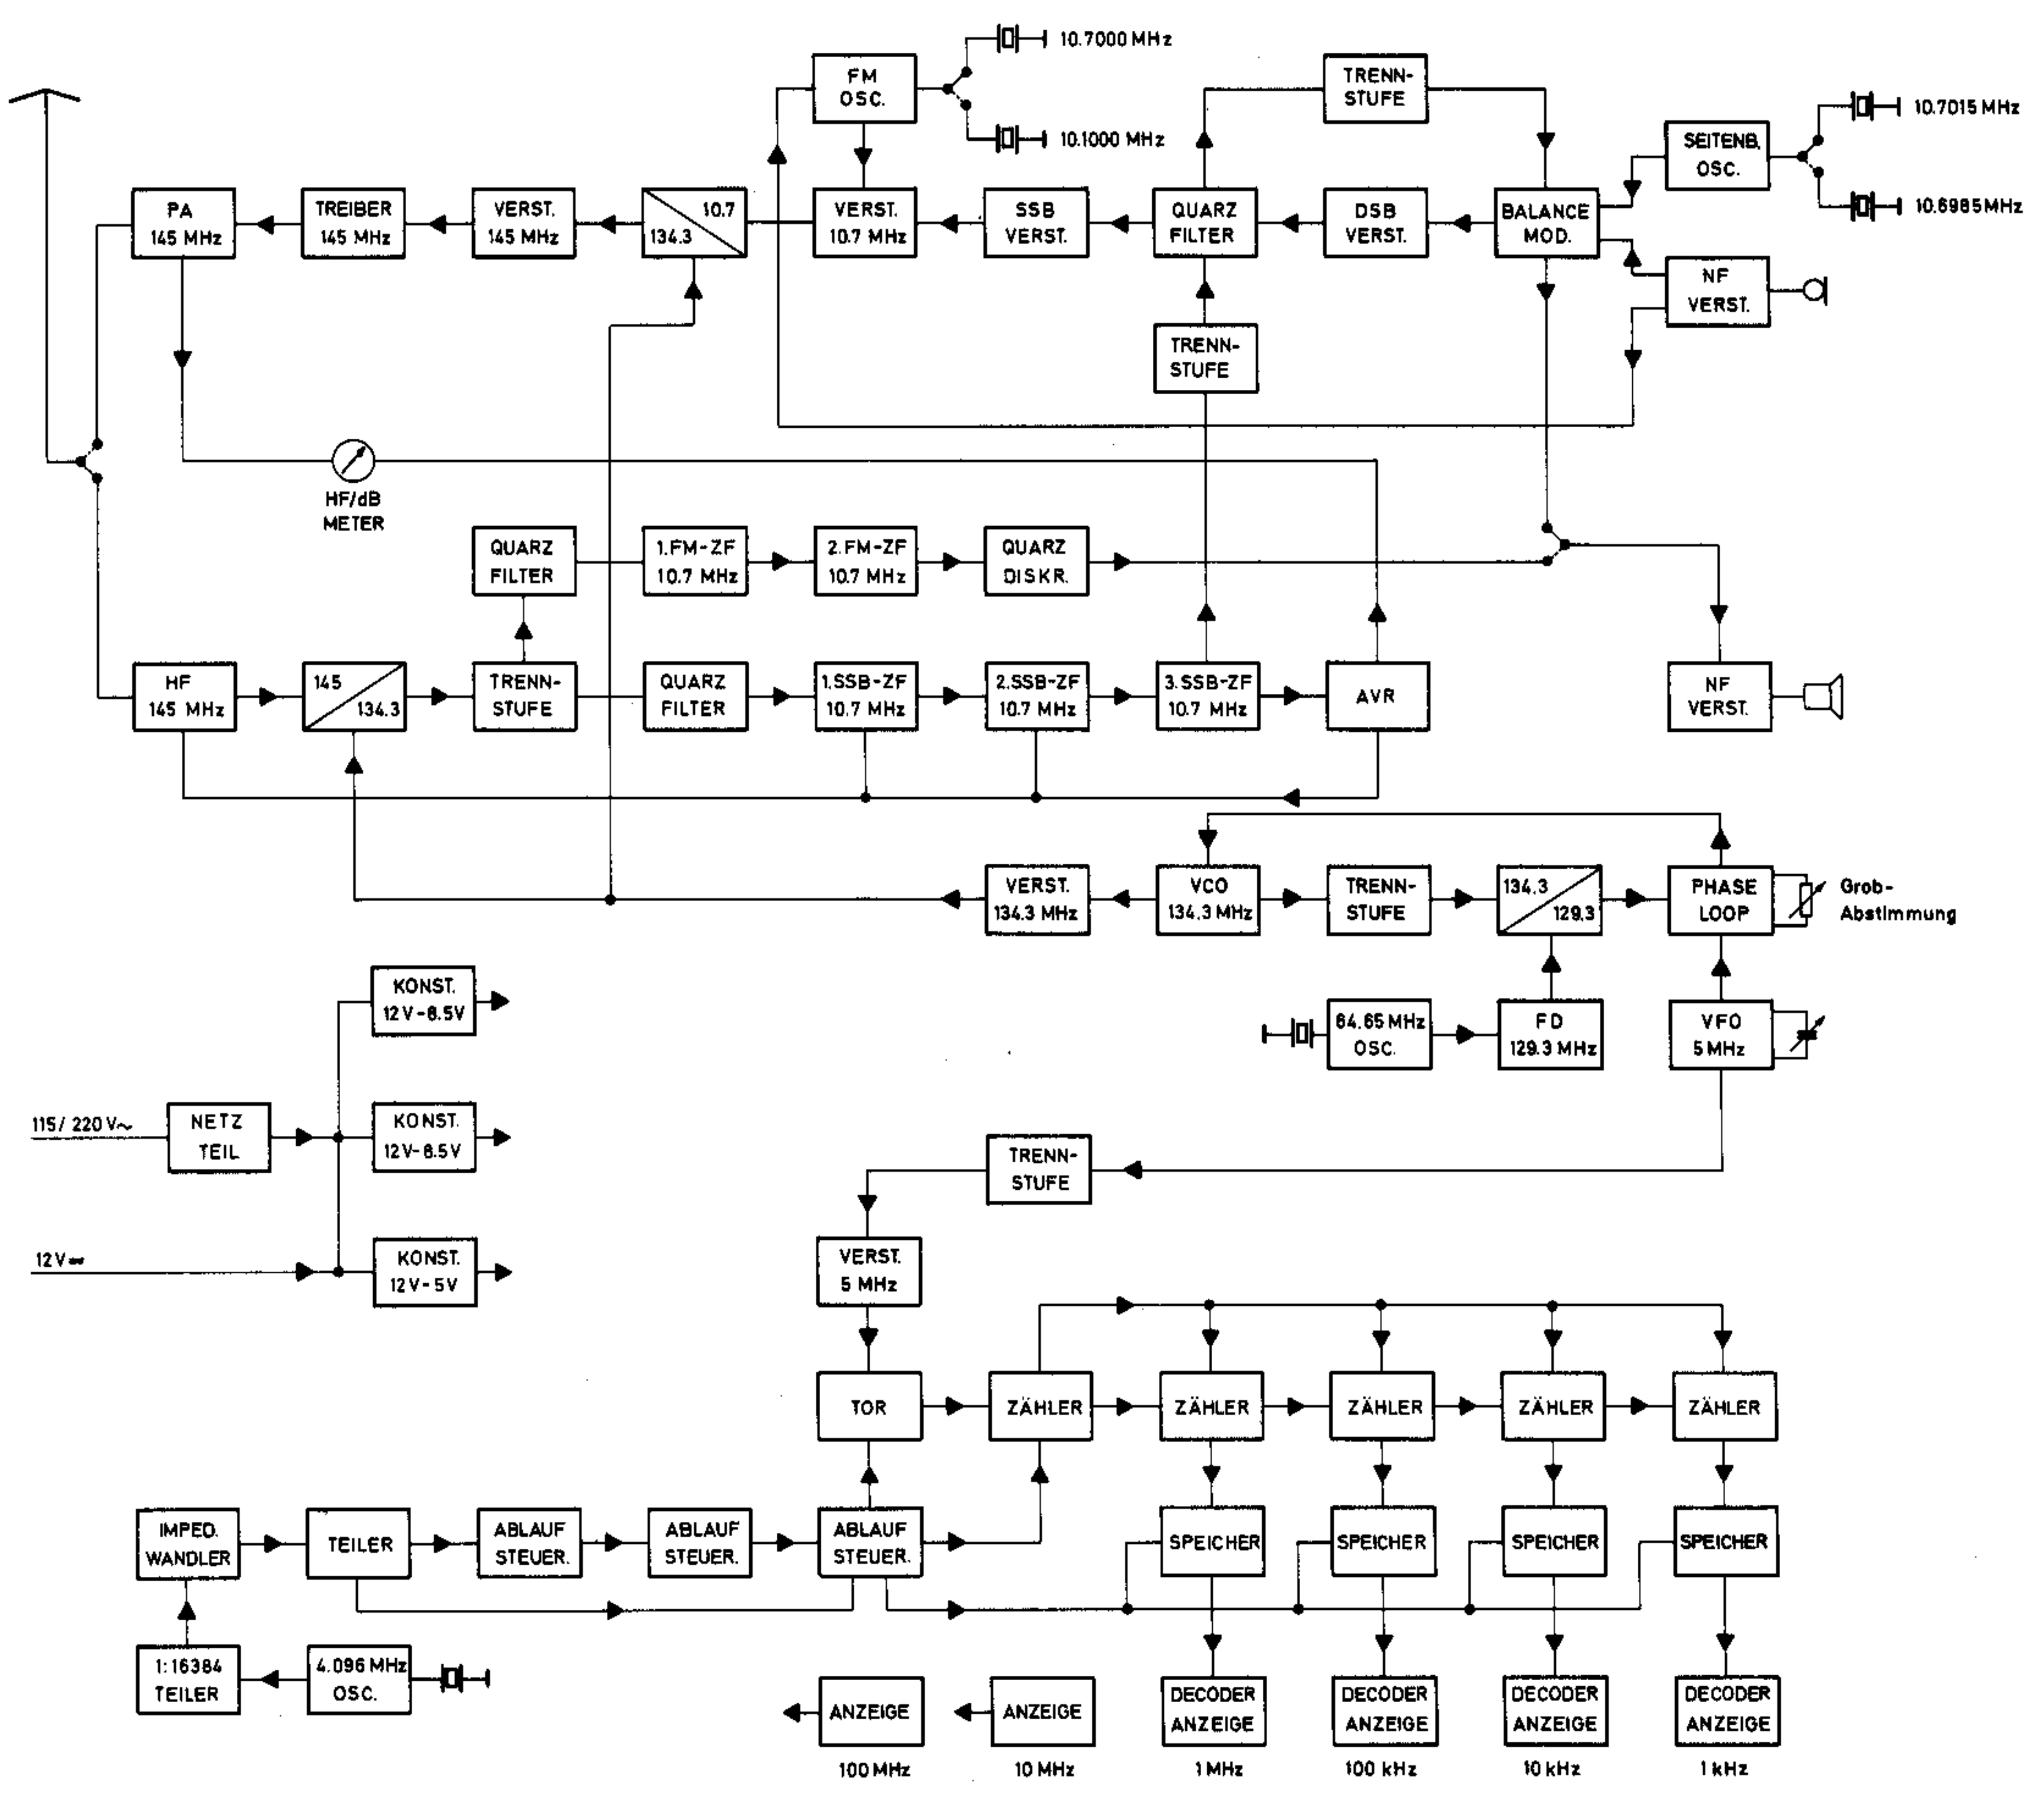 10.7000 MHz
FM
OSC.
10.1000 MHz
TRENN-
STUFE
10.7015 MHz
SEITENB.
OSC.
10.6985 MHz
PA
145 MHz
TREIBER
145 MHz
VERST.
145 MHz
10.7
134.3
VERST.
10.7 MHz
SSB
VERST.
QUARZ
FILTER
DSB
VERST.
BALANCE
MOD.
NF
VERST.
TRENN-
STUFE
HF/dB
METER
QUARZ
FILTER
1.FM-ZF
10.7 MHz
2.FM-ZF
10.7 MHz
QUARZ
DISKR.
HF
145 MHz
145
134.3
TRENN-
STUFE
QUARZ
FILTER
1.SSB-ZF
10.7 MHz
2.SSB-ZF
10.7 MHz
3.SSB-ZF
10.7 MHz
AVR
NF
VERST.
VERST.
134.3 MHz
VCO
134.3 MHz
TRENN-
STUFE
134.3
129.3
PHASE
LOOP
Grob-
Abstimmung
KONST.
12V-8.5V
64.65 MHz
OSC.
FD
129.3 MHz
VFO
5 MHz
115/220 V~
NETZ
TEIL
KONST.
12V-8.5V
TRENN-
STUFE
12V=
KONST.
12V-5V
VERST.
5 MHz
TOR
ZÄHLER
ZÄHLER
ZÄHLER
ZÄHLER
ZÄHLER
IMPED.
WANDLER
TEILER
ABLAUF
STEUER.
ABLAUF
STEUER.
ABLAUF
STEUER.
SPEICHER
SPEICHER
SPEICHER
SPEICHER
1:16384
TEILER
4.096 MHz
OSC.
ANZEIGE
ANZEIGE
DECODER
ANZEIGE
DECODER
ANZEIGE
DECODER
ANZEIGE
DECODER
ANZEIGE
100 MHz
10 MHz
1 MHz
100 kHz
10 kHz
1 kHz